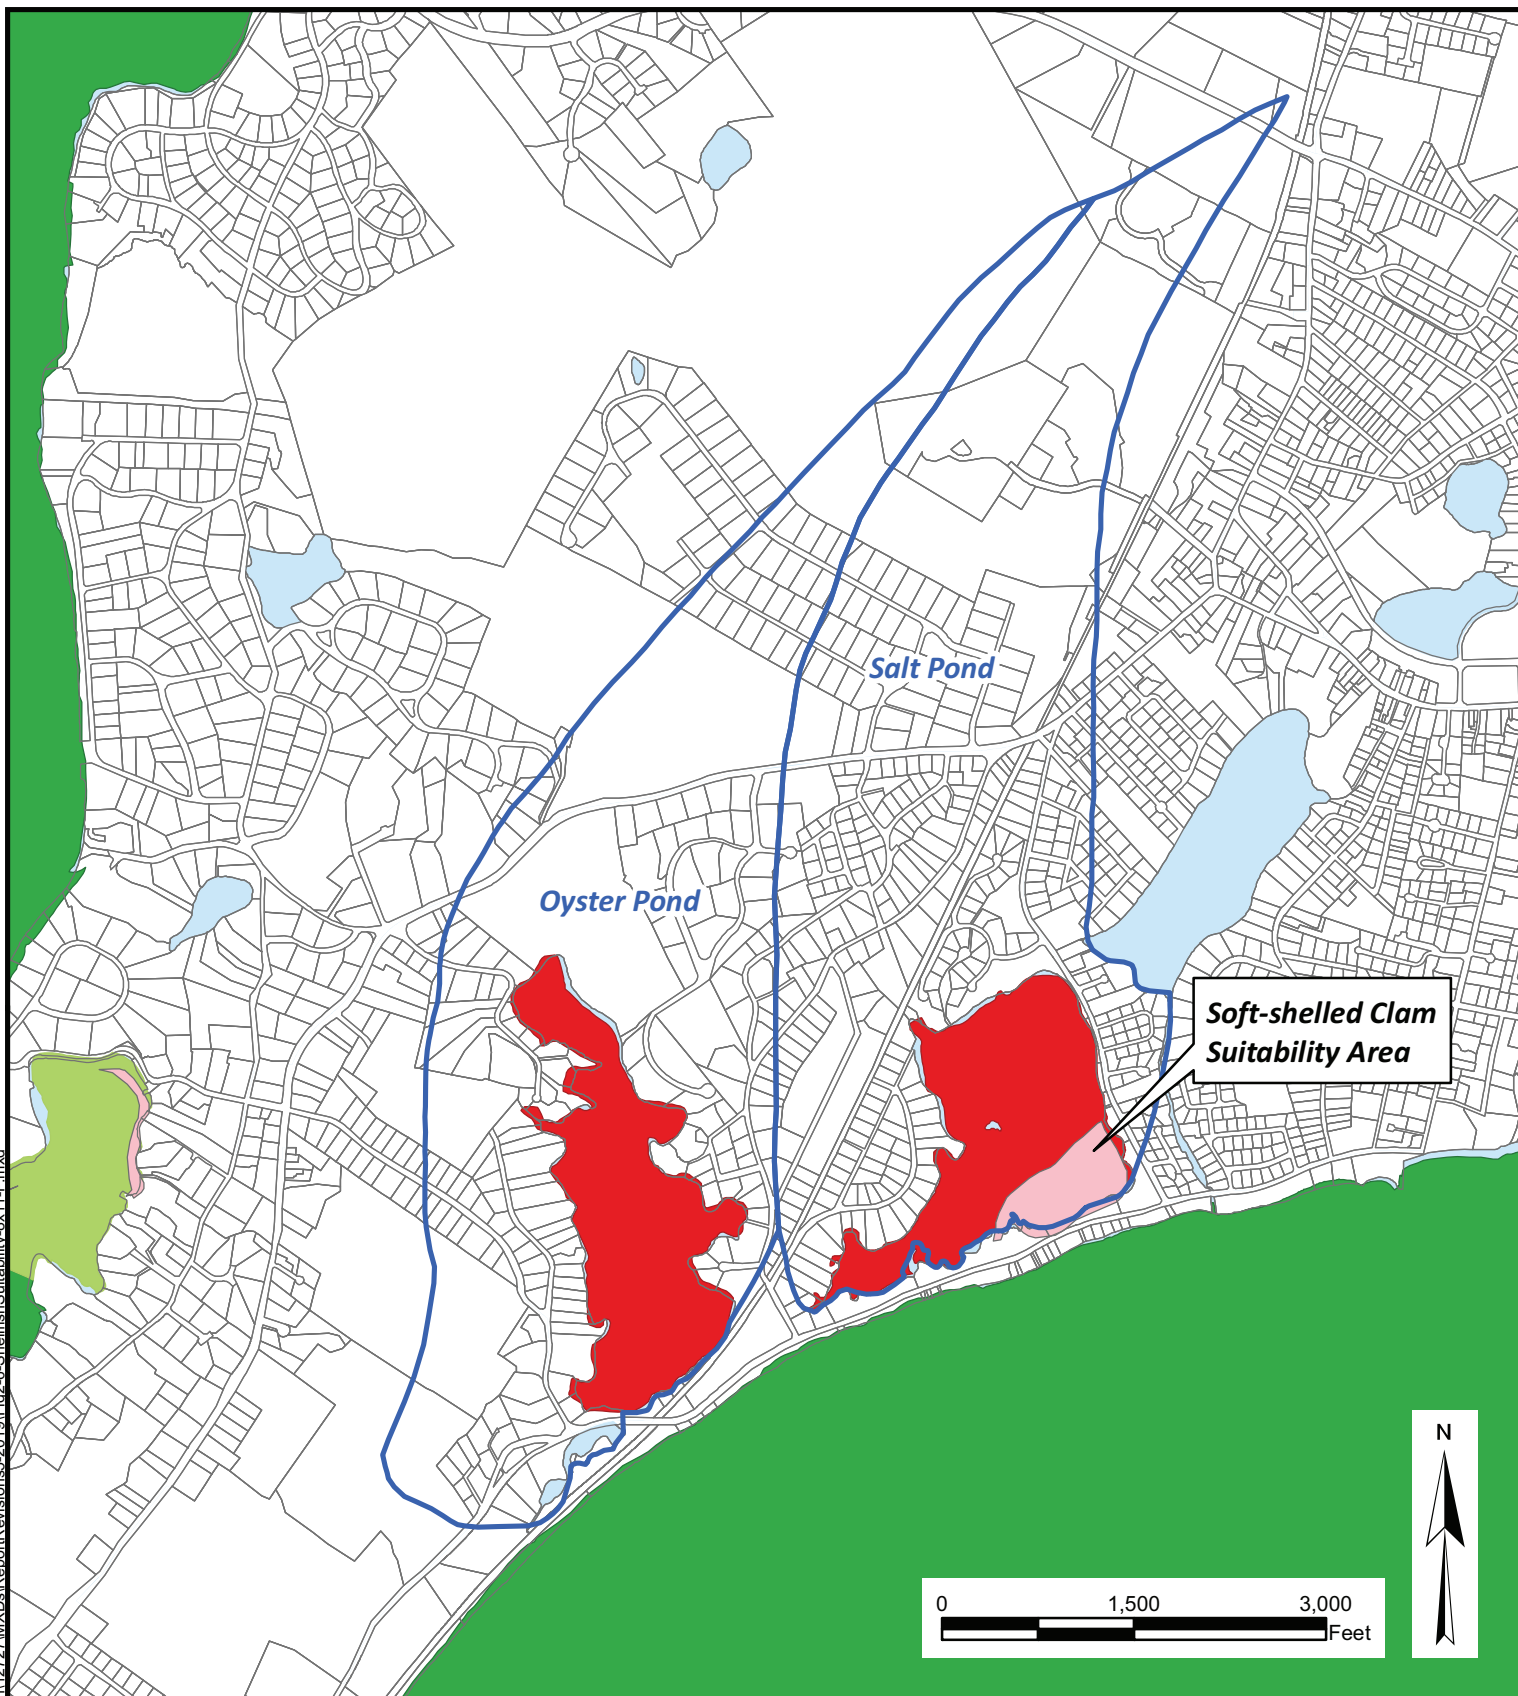 Salt Pond
Oyster Pond
Soft-shelled Clam
Suitability Area
N
0 1,500 3,000
Feet